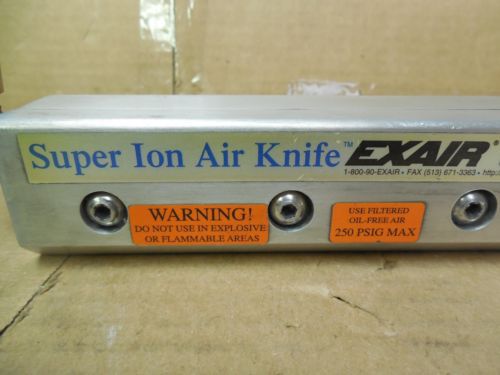 Super Ion Air Knife™ EXAIR®
1-800-90-EXAIR • FAX (513) 671-3363 • http:/
WARNING!
DO NOT USE IN EXPLOSIVE
OR FLAMMABLE AREAS
USE FILTERED
OIL-FREE AIR
250 PSIG MAX